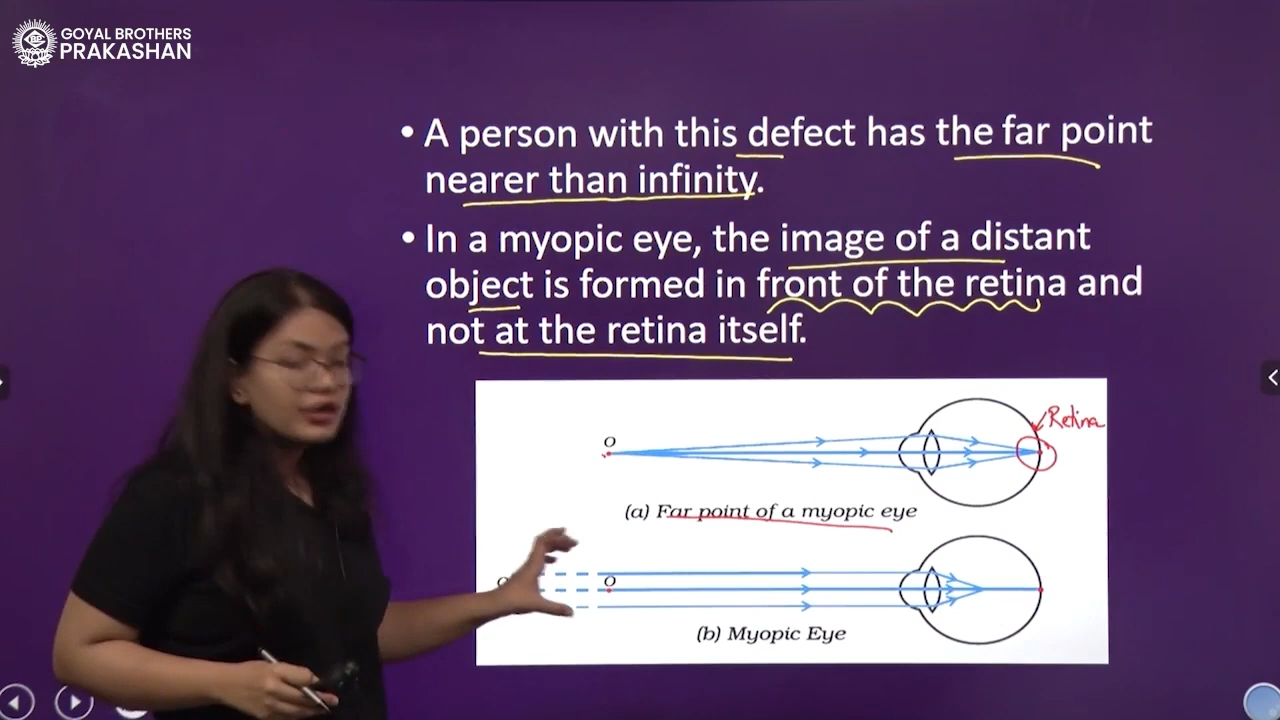 GOYAL BROTHERS
PRAKASHAN
• A person with this defect has the far point
nearer than infinity.
• In a myopic eye, the image of a distant
object is formed in front of the retina and
not at the retina itself.
Retina
O
(a) Far point of a myopic eye
O
(b) Myopic Eye